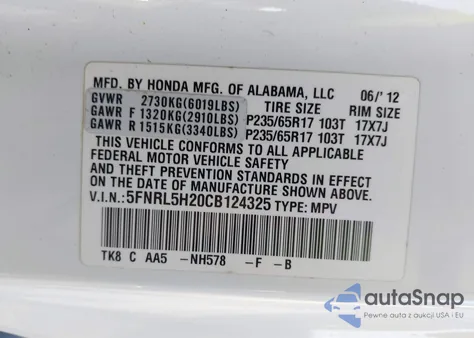 MFD. BY HONDA MFG. OF ALABAMA, LLC 06/'12
GVWR 2730KG(6019LBS) TIRE SIZE RIM SIZE
GAWR F 1320KG(2910LBS) P235/65R17 103T 17X7J
GAWR R 1515KG(3340LBS) P235/65R17 103T 17X7J
THIS VEHICLE CONFORMS TO ALL APPLICABLE
FEDERAL MOTOR VEHICLE SAFETY
AND THEFT PREVENTION STANDARDS IN EFFECT
ON THE DATE OF MANUFACTURE SHOWN ABOVE.
V.I.N.: 5FNRL5H20CB124325 TYPE: MPV
TK8 C AA5 -NH578 -F -B
autoSnap
Pewne auta z aukcji USA i EU